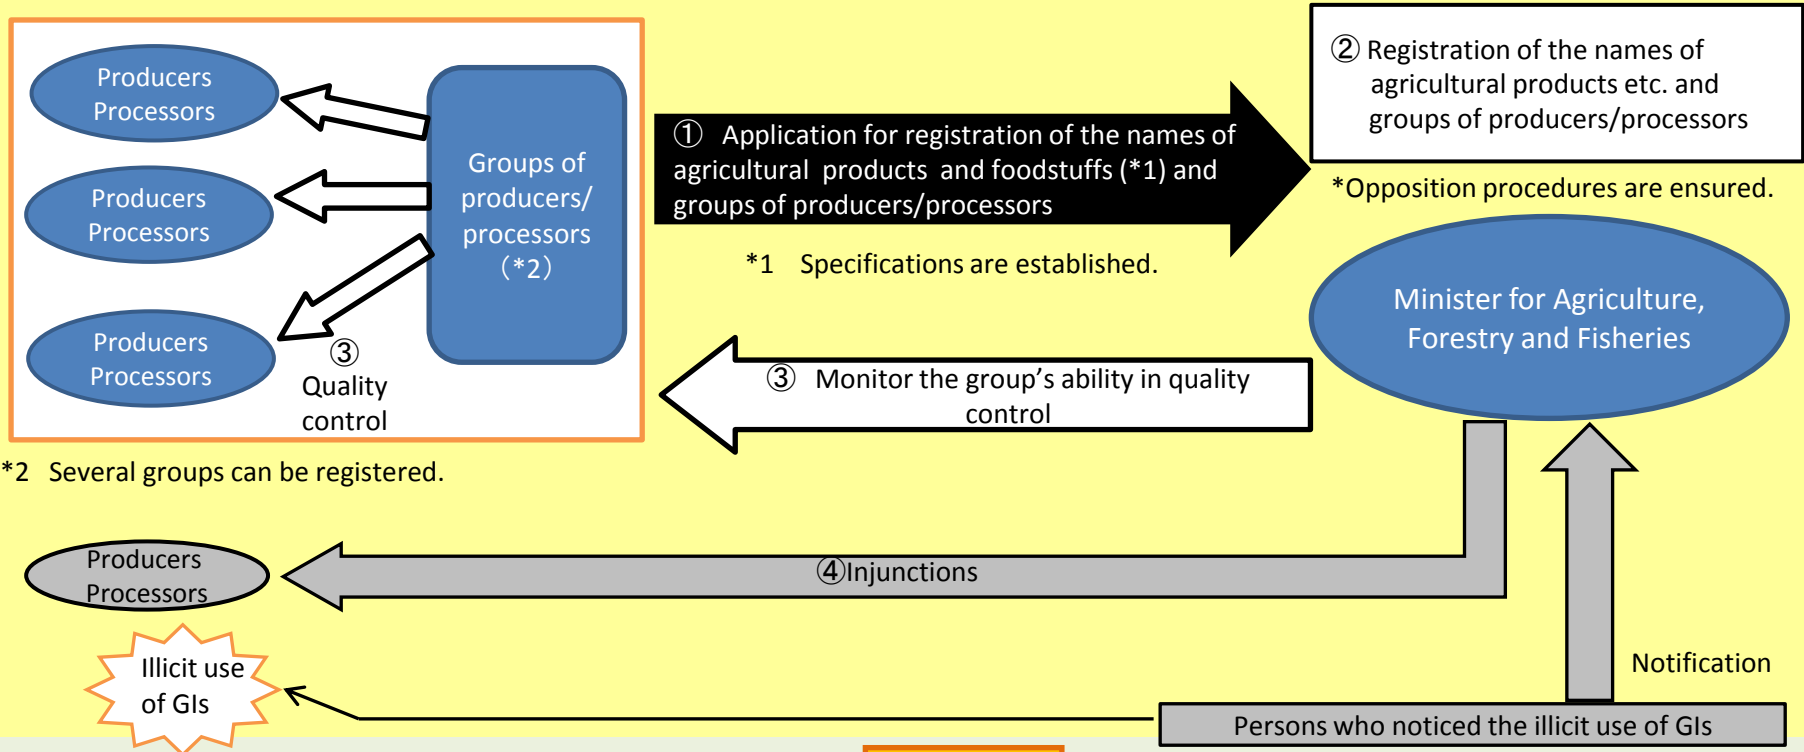 Producers
Processors
Producers
Processors
Producers
Processors
Groups of
producers/
processors
(*2)
③
Quality
control
① Application for registration of the names of
agricultural products and foodstuffs (*1) and
groups of producers/processors
*1 Specifications are established.
② Registration of the names of
agricultural products etc. and
groups of producers/processors
*Opposition procedures are ensured.
Minister for Agriculture,
Forestry and Fisheries
③ Monitor the group's ability in quality
control
*2 Several groups can be registered.
Producers
Processors
④Injunctions
Illicit use
of GIs
Notification
Persons who noticed the illicit use of GIs